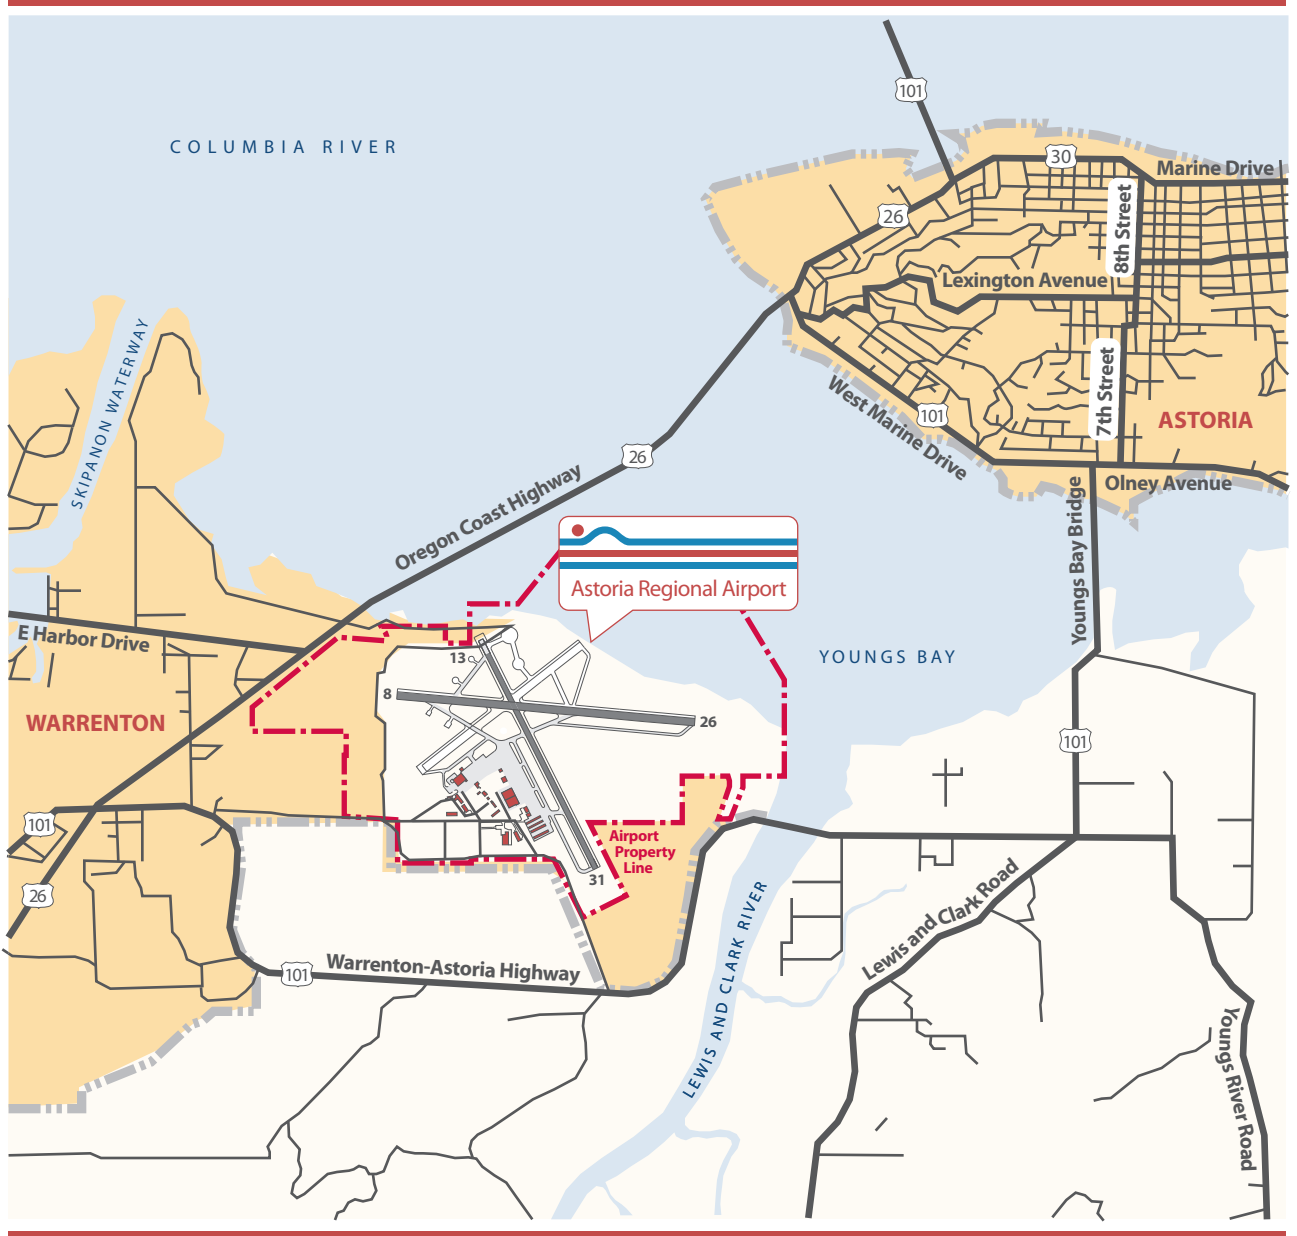 101
COLUMBIA RIVER
30
Marine Drive
26
8th Street
Lexington Avenue
SKIPANON WATERWAY
7th Street
West Marine Drive
101
ASTORIA
26
Oregon Coast Highway
Olney Avenue
Youngs Bay Bridge
Astoria Regional Airport
E Harbor Drive
13
YOUNGS BAY
8
26
WARRENTON
101
101
Airport
Property
Line
31
26
Lewis and Clark Road
LEWIS AND CLARK RIVER
Warrenton-Astoria Highway
101
Youngs River Road